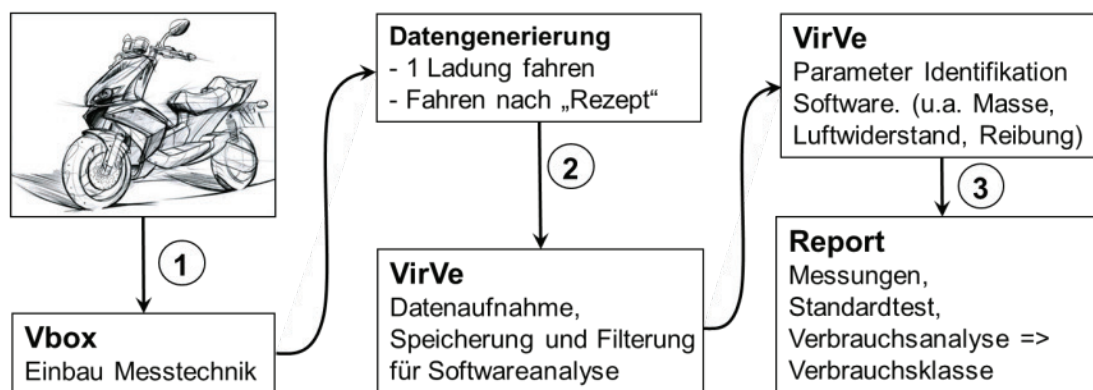 1
Vbox
Einbau Messtechnik
Datengenerierung
- 1 Ladung fahren
- Fahren nach „Rezept“
2
VirVe
Datenaufnahme,
Speicherung und Filterung
für Softwareanalyse
VirVe
Parameter Identifikation
Software. (u.a. Masse,
Luftwiderstand, Reibung)
3
Report
Messungen,
Standardtest,
Verbrauchsanalyse =>
Verbrauchsklasse